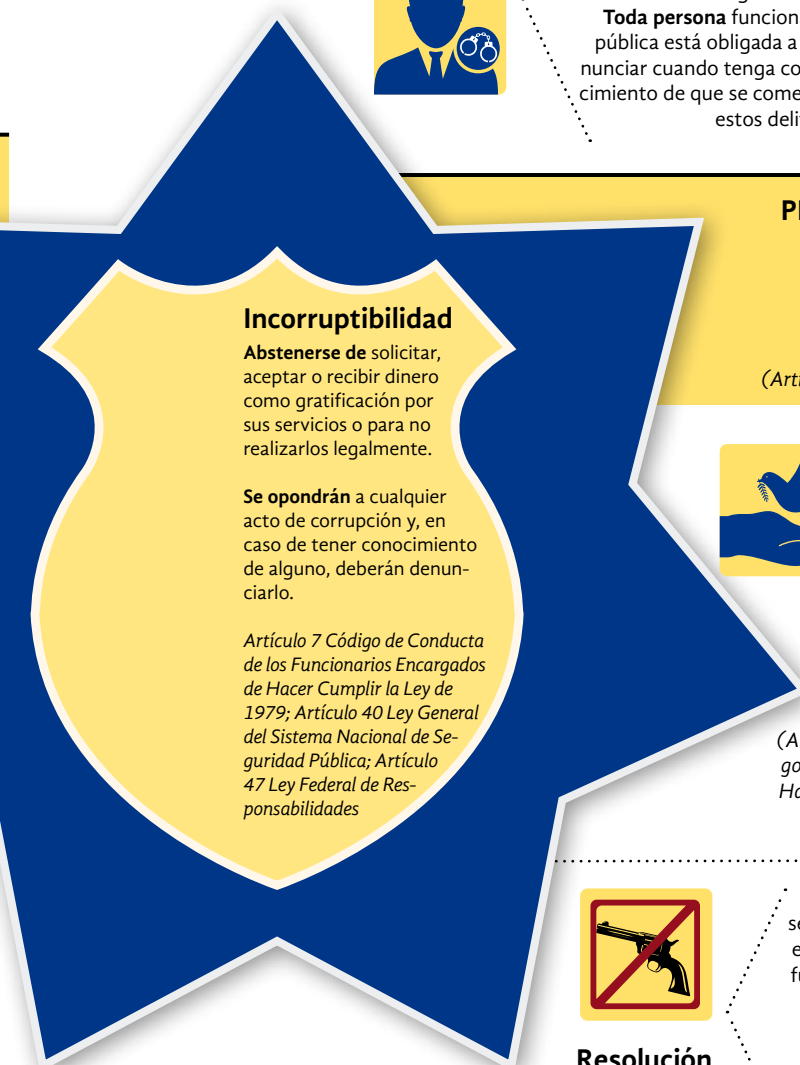 Toda persona funcion
pública está obligada a
nunciar cuando tenga co
cimiento de que se come
estos deli
Incorruptibilidad
Abstenerse de solicitar,
aceptar o recibir dinero
como gratificación por
sus servicios o para no
realizarlos legalmente.
Se opondrán a cualquier
acto de corrupción y, en
caso de tener conocimiento
de alguno, deberán denun-
ciarlo.
Artículo 7 Código de Conducta
de los Funcionarios Encargados
de Hacer Cumplir la Ley de
1979; Artículo 40 Ley General
del Sistema Nacional de Se-
guridad Pública; Artículo
47 Ley Federal de Res-
ponsabilidades
(Art
(A
go
Ha
se
e
fu
Resolución